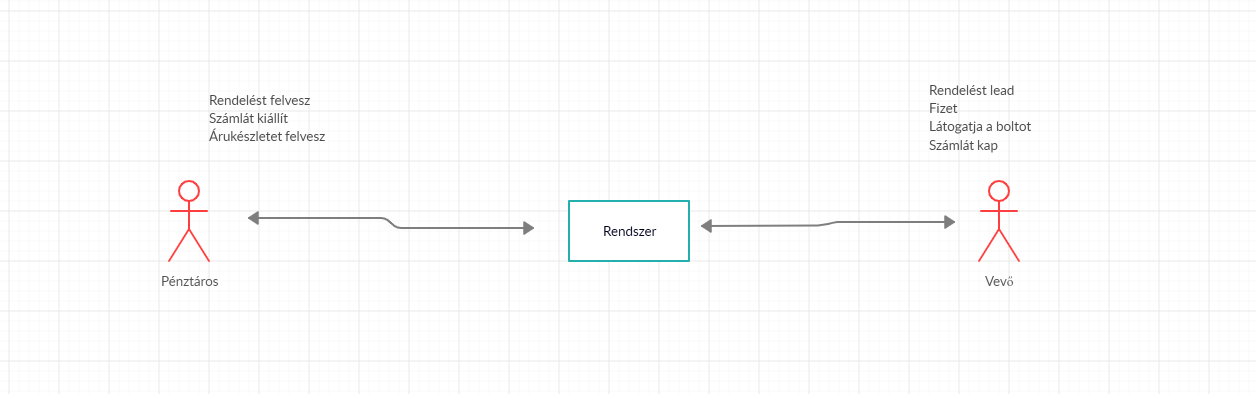 Rendelést felvesz
Számlát kiállít
Árukészletet felvesz
Pénztáros
Rendszer
Rendelést lead
Fizet
Látogatja a boltot
Számlát kap
Vevő